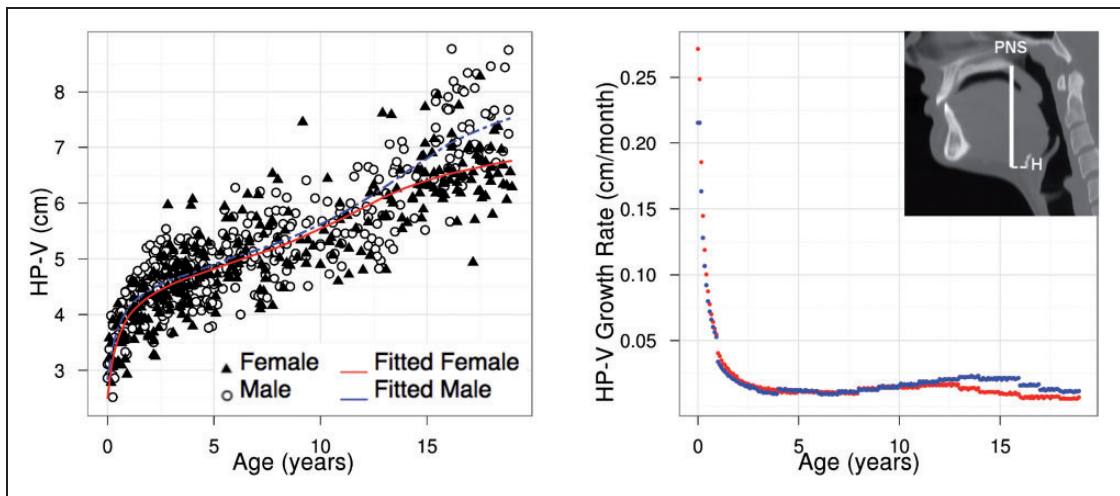 HP-V (cm)
8
7
6
5
4
3
Female
Male
Fitted Female
Fitted Male
0
5
10
15
Age (years)
HP-V Growth Rate (cm/month)
0.25
0.20
0.15
0.10
0.05
PNS
H
0
5
10
15
Age (years)